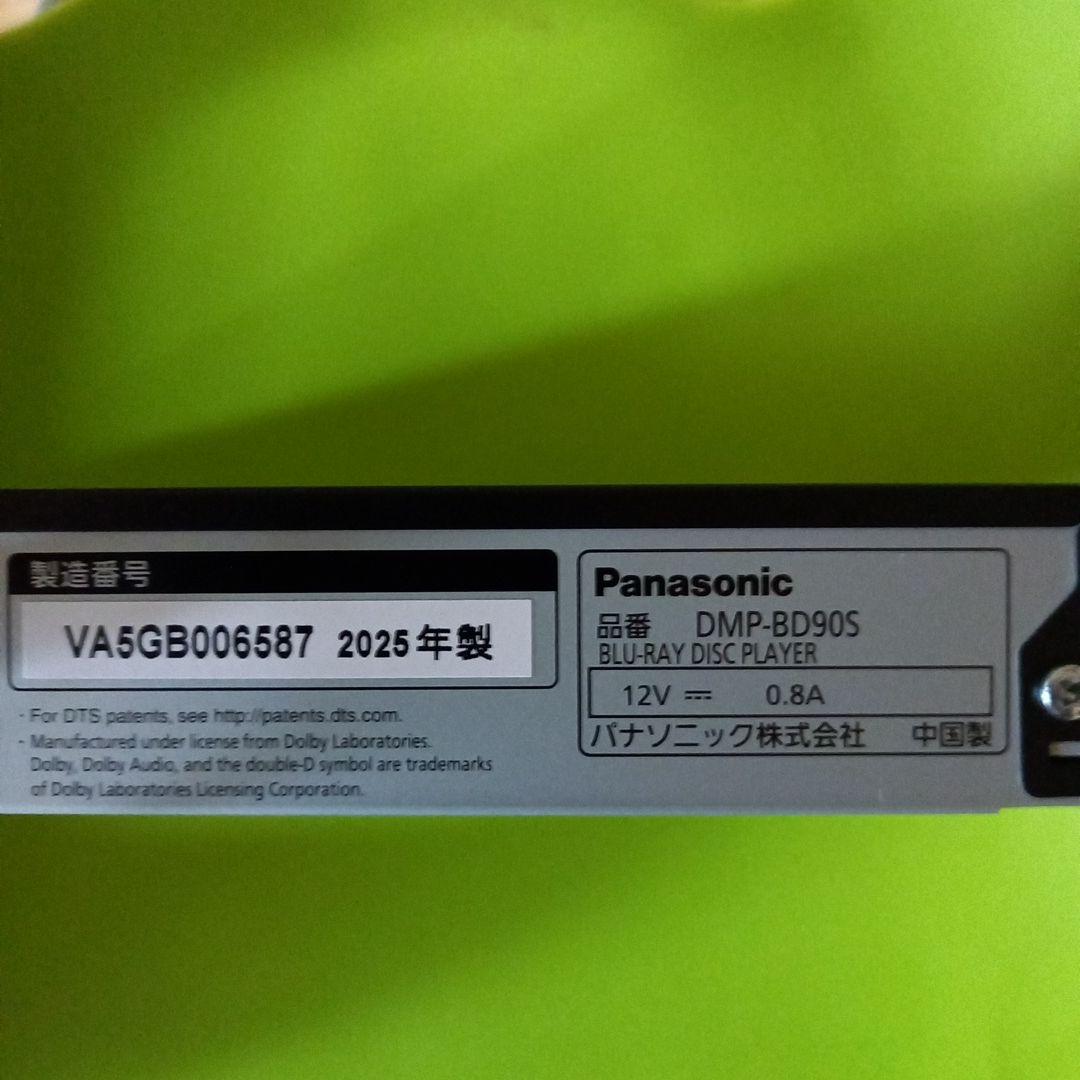 製造番号
VA5GB006587 2025年製
· For DTS patents, see http://patents.dts.com.
· Manufactured under license from Dolby Laboratories.
Dolby, Dolby Audio, and the double-D symbol are trademarks
of Dolby Laboratories Licensing Corporation.
Panasonic
品番 DMP-BD90S
BLU-RAY DISC PLAYER
12V ⎓ 0.8A
パナソニック株式会社 中国製